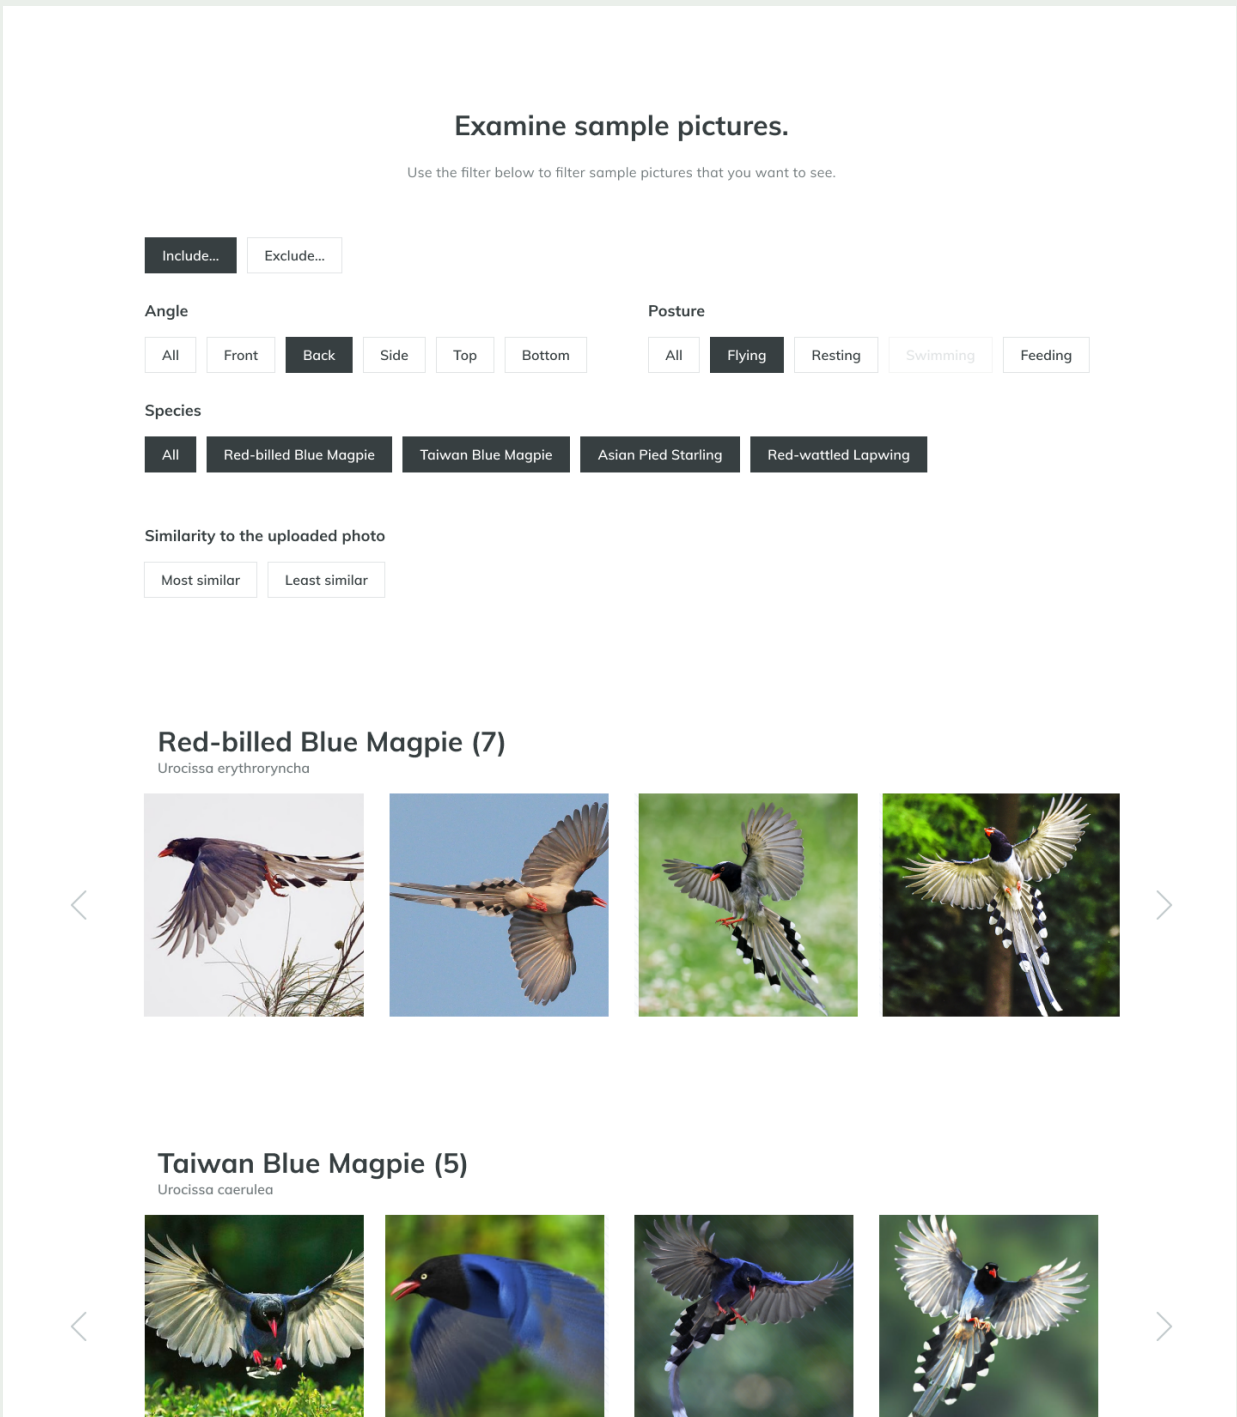 Examine sample pictures.
Use the filter below to filter sample pictures that you want to see.
Include... Exclude...
Angle
All Front Back Side Top Bottom
Posture
All Flying Resting Swimming Feeding
Species
All Red-billed Blue Magpie Taiwan Blue Magpie Asian Pied Starling Red-wattled Lapwing
Similarity to the uploaded photo
Most similar Least similar
Red-billed Blue Magpie (7)
Urocissa erythroryncha
Taiwan Blue Magpie (5)
Urocissa caerulea